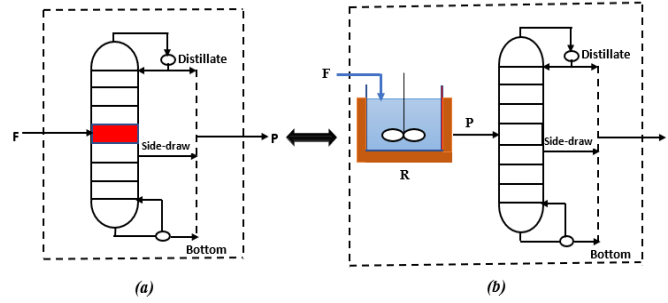 Distillate
F
Side-draw
P
Bottom
(a)
F
P
R
Distillate
Side-draw
Bottom
(b)